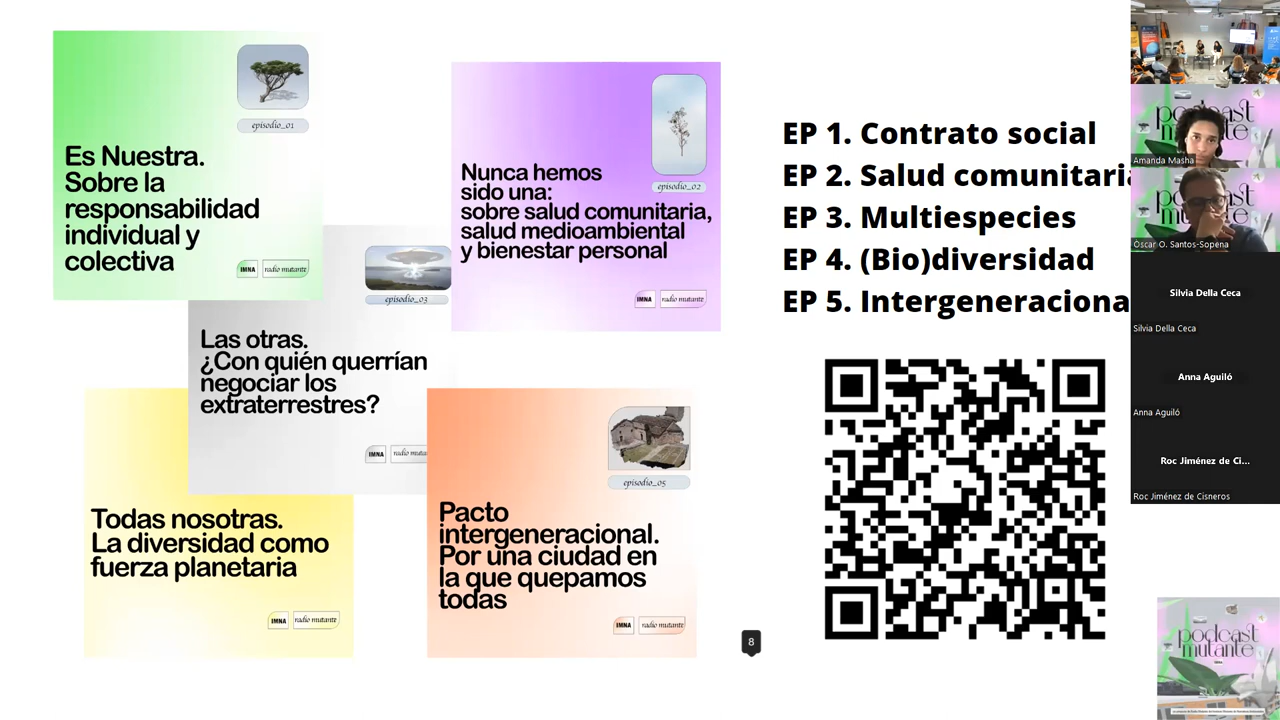 episodio_01
Es Nuestra.
Sobre la
responsabilidad
individual y
colectiva
IMNA
radio mutante
episodio_02
Nunca hemos
sido una:
sobre salud comunitaria,
salud medioambiental
y bienestar personal
IMNA
radio mutante
episodio_03
Las otras.
¿Con quién querrían
negociar los
extraterrestres?
IMNA
radio muta
Todas nosotras.
La diversidad como
fuerza planetaria
IMNA
radio mutante
episodio_05
Pacto
intergeneracional.
Por una ciudad en
la que quepamos
todas
IMNA
radio mutante
EP 1. Contrato social
EP 2. Salud comunitaria
EP 3. Multiespecies
EP 4. (Bio)diversidad
EP 5. Intergeneraciona
8
podcast
mutante
Amanda Masha
Oscar O. Santos-Sopena
Silvia Della Ceca
Silvia Della Ceca
Anna Aguiló
Anna Aguiló
Roc Jiménez de Ci...
Roc Jiménez de Cisneros
podcast
mutante